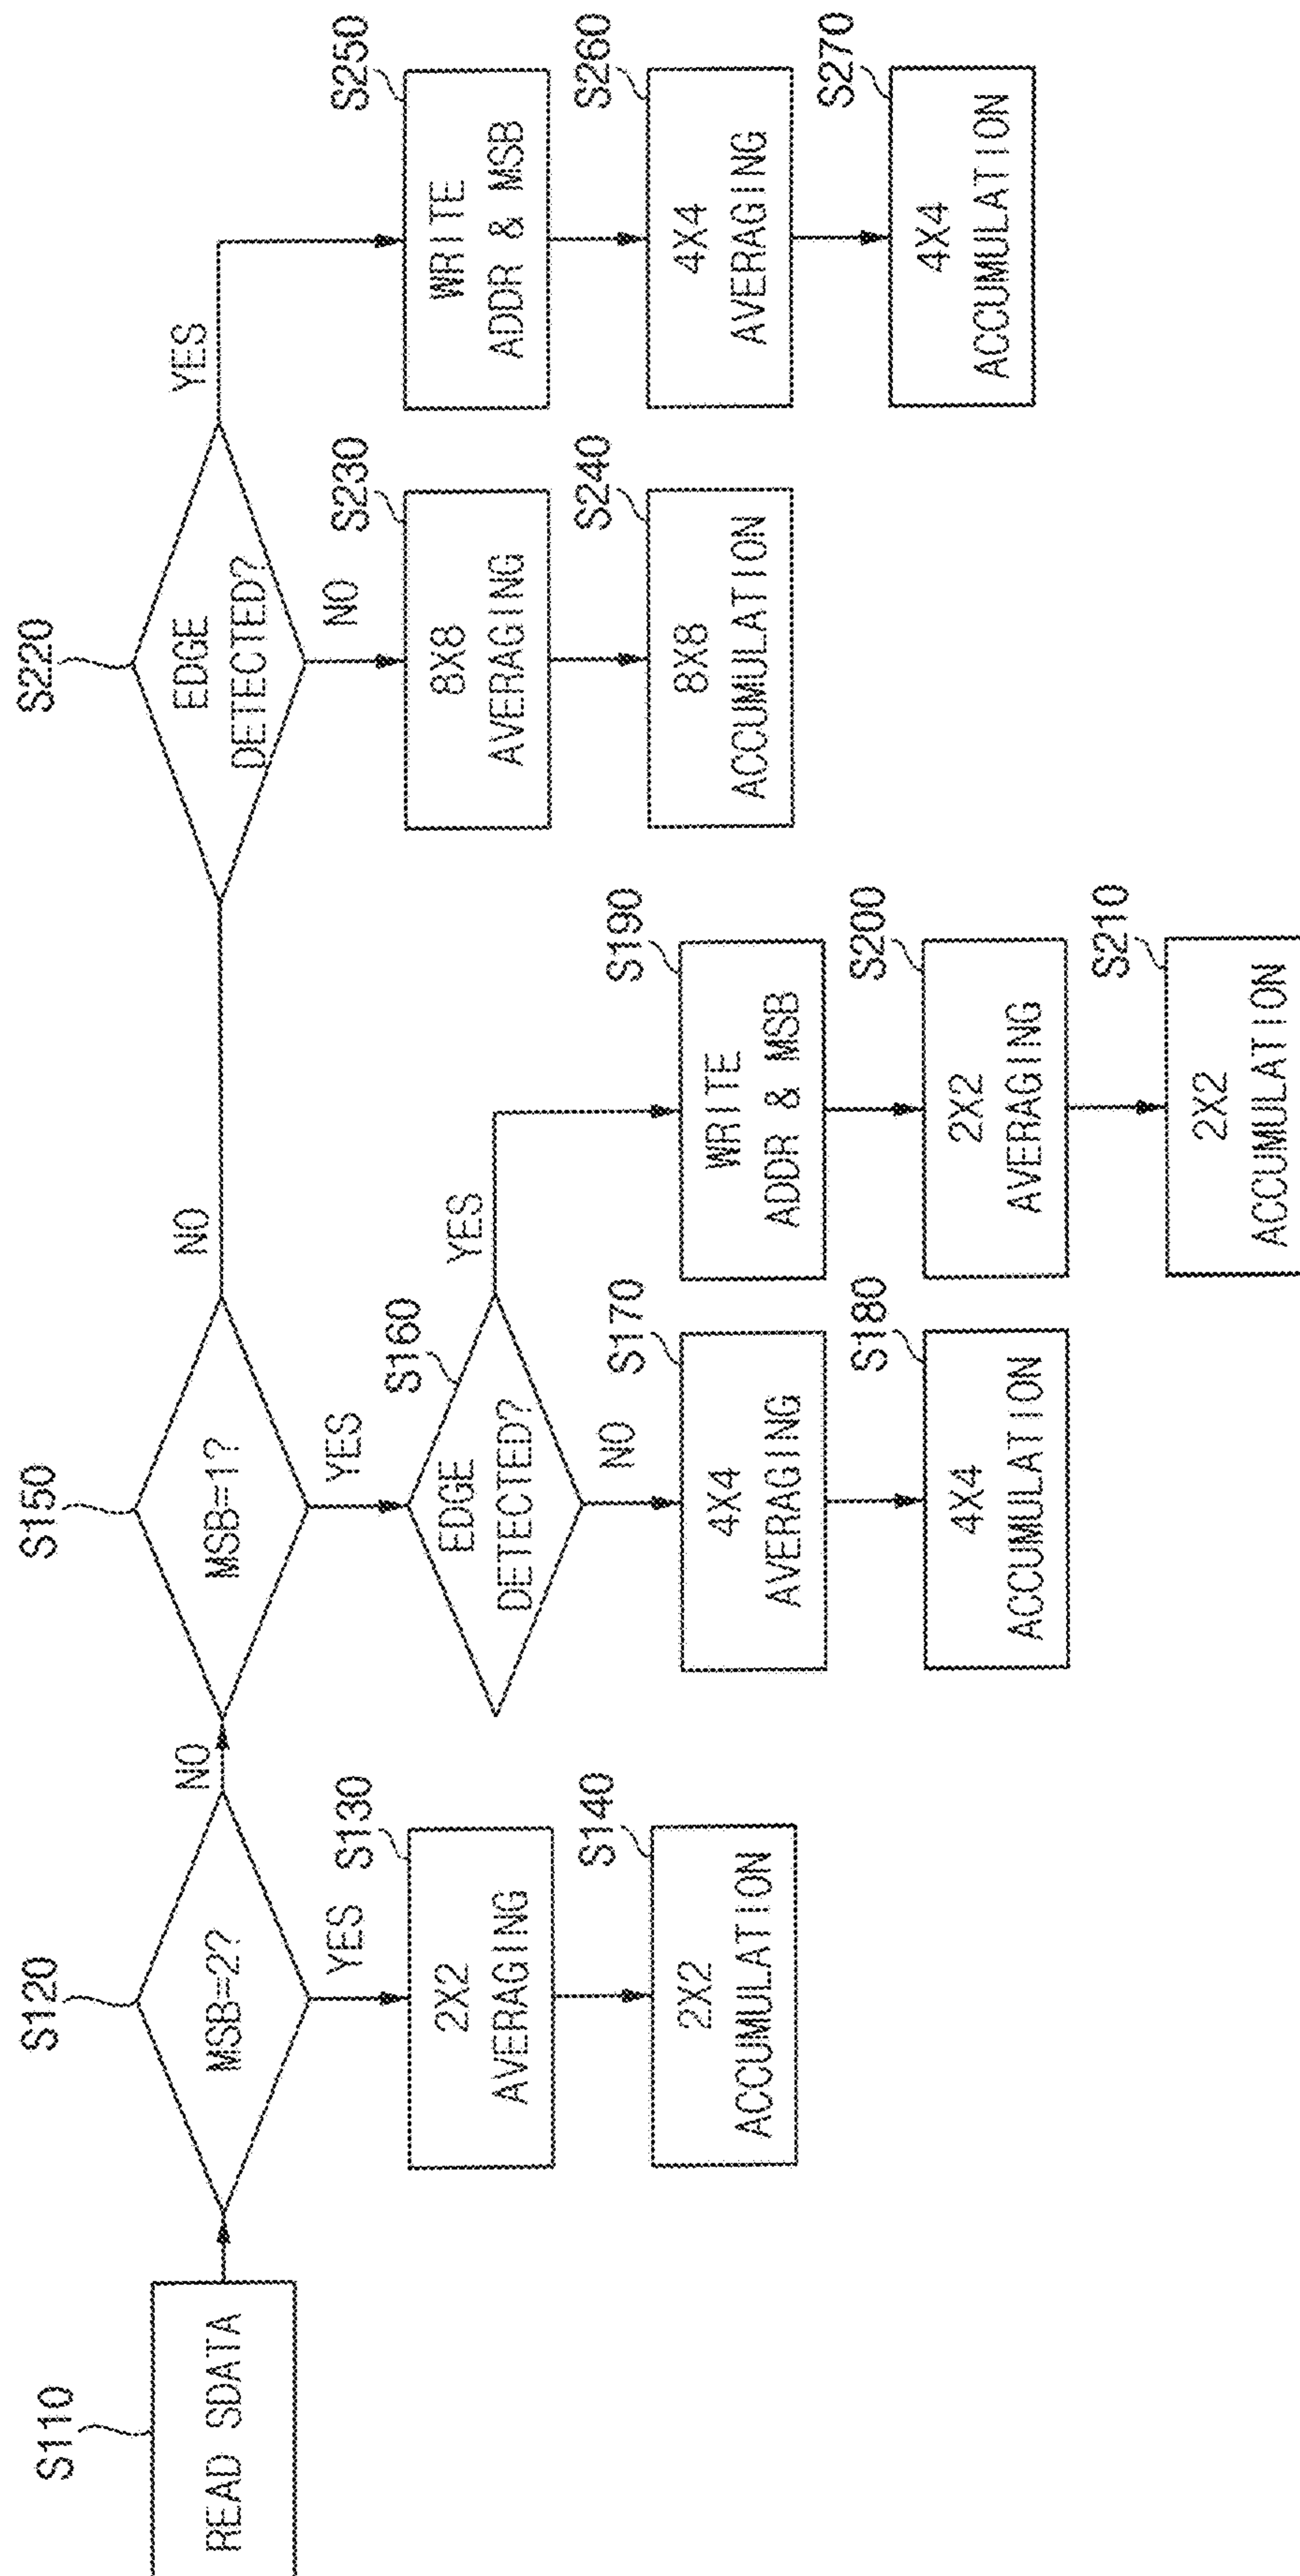 S110
READ SDATA
S120
MSB=2?
YES
NO
S130
2X2
AVERAGING
S140
2X2
ACCUMULATION
S150
MSB=1?
YES
NO
S160
EDGE
DETECTED?
NO
YES
S170
4X4
AVERAGING
S180
4X4
ACCUMULATION
S190
WRITE
ADDR & MSB
S200
2X2
AVERAGING
S210
2X2
ACCUMULATION
S220
EDGE
DETECTED?
NO
YES
S230
8X8
AVERAGING
S240
8X8
ACCUMULATION
S250
WRITE
ADDR & MSB
S260
4X4
AVERAGING
S270
4X4
ACCUMULATION